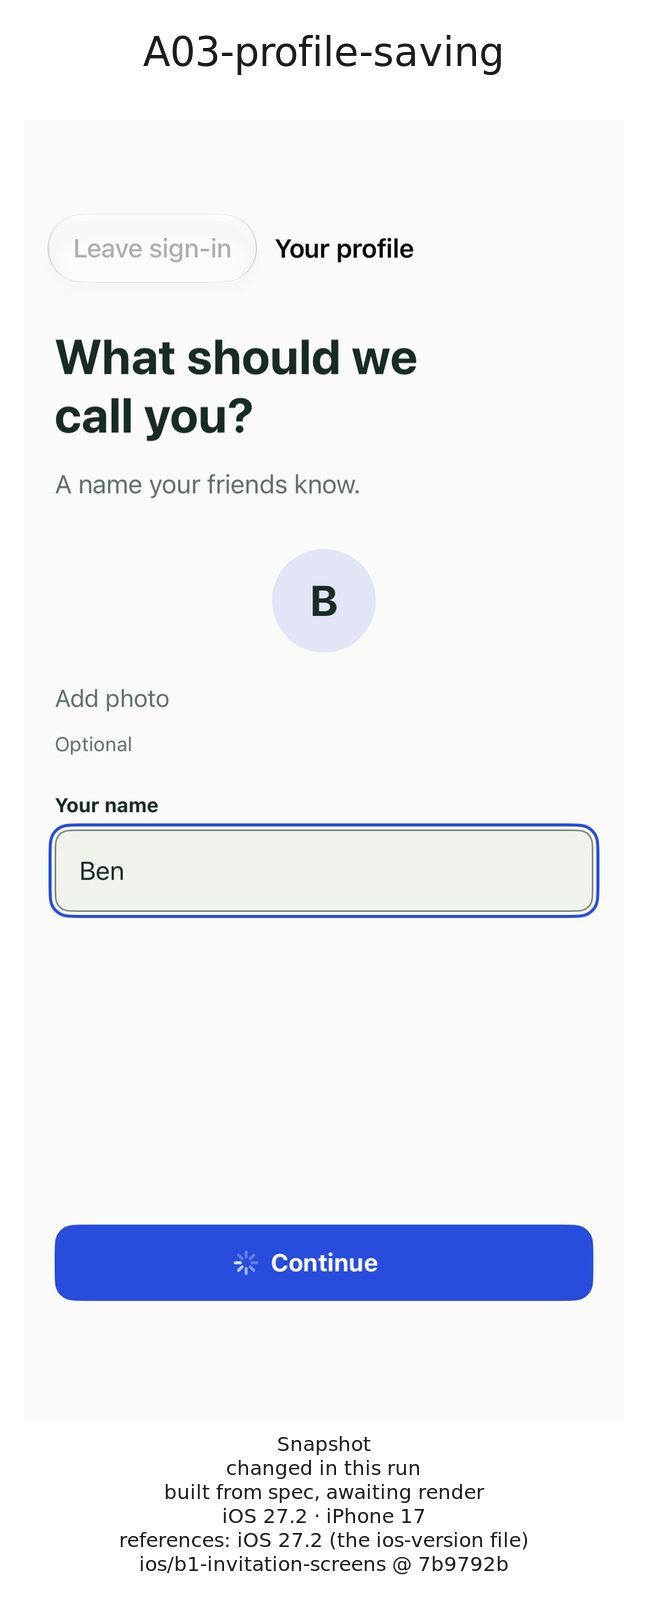 A03-profile-saving
Leave sign-in Your profile
What should we
call you?
A name your friends know.
B
Add photo
Optional
Your name
Ben
Continue
Snapshot
changed in this run
built from spec, awaiting render
iOS 27.2 · iPhone 17
references: iOS 27.2 (the ios-version file)
ios/b1-invitation-screens @ 7b9792b